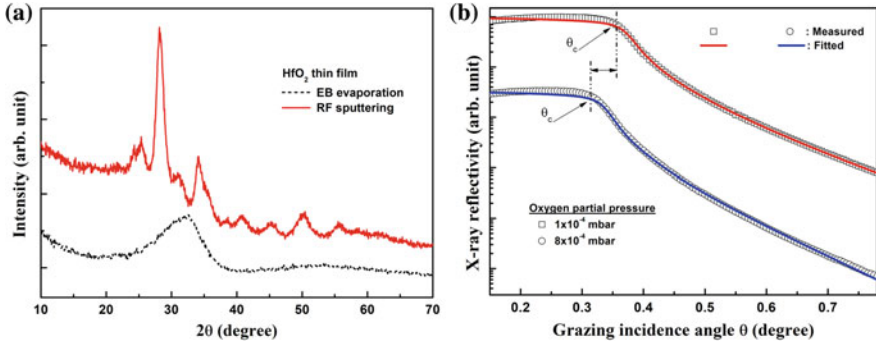 (a)
Intensity (arb. unit)
HfO₂ thin film
EB evaporation
RF sputtering
10 20 30 40 50 60 70
2θ (degree)
(b)
X-ray reflectivity (arb. unit)
θc
θc
: Measured
: Fitted
Oxygen partial pressure
1x10⁻⁴ mbar
8x10⁻⁴ mbar
0.2 0.3 0.4 0.5 0.6 0.7
Grazing incidence angle θ (degree)